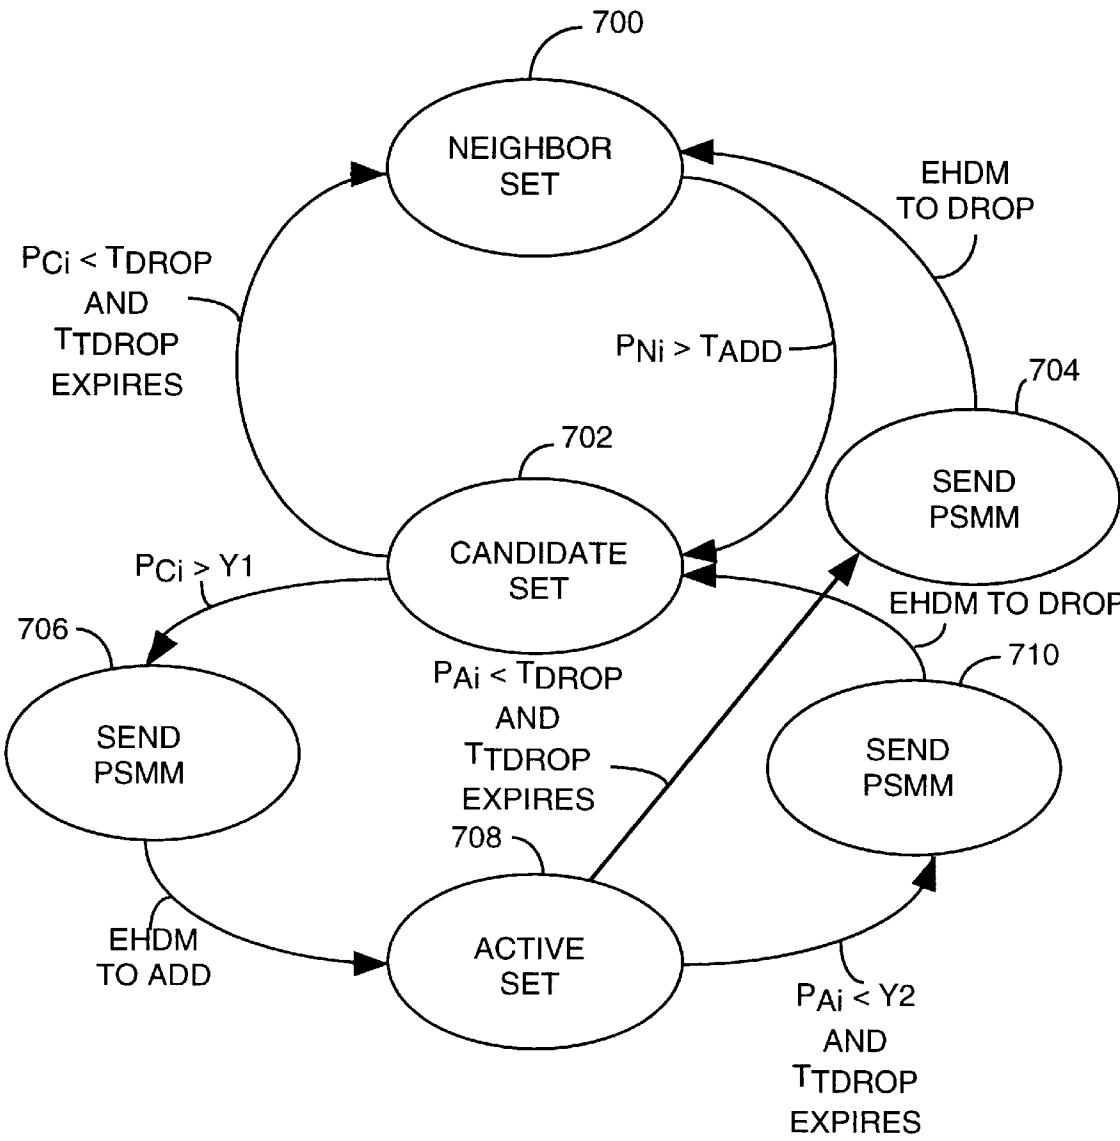 700
NEIGHBOR
SET
EHDM
TO DROP
PCi < TDROP
AND
TTDROP
EXPIRES
PNi > TADD
704
702
SEND
PSMM
CANDIDATE
SET
PCi > Y1
EHDM TO DROP
706
710
PAi < TDROP
AND
TTDROP
EXPIRES
SEND
PSMM
SEND
PSMM
708
EHDM
TO ADD
ACTIVE
SET
PAi < Y2
AND
TTDROP
EXPIRES